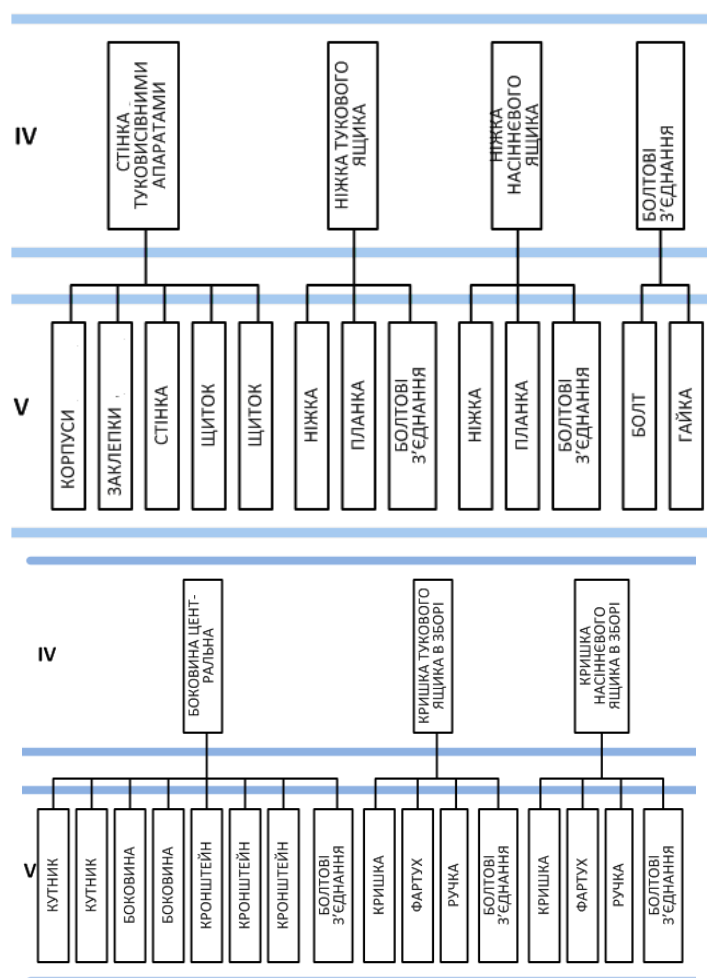 IV
СТІНКА
ТУКОВИСІВНИМИ
АПАРАТАМИ
НІЖКА ТУКОВОГО
ЯЩИКА
НІЖКА
НАСІННЄВОГО
ЯЩИКА
БОЛТОВІ
З'ЄДНАННЯ
V
КОРПУСИ
ЗАКЛЕПКИ
СТІНКА
ЩИТОК
ЩИТОК
НІЖКА
ПЛАНКА
БОЛТОВІ
З'ЄДНАННЯ
НІЖКА
ПЛАНКА
БОЛТОВІ
З'ЄДНАННЯ
БОЛТ
ГАЙКА
IV
БОКОВИНА ЦЕНТ-
РАЛЬНА
КРИШКА ТУКОВОГО
ЯЩИКА В ЗБОРІ
КРИШКА
НАСІННЄВОГО
ЯЩИКА В ЗБОРІ
V
КУТНИК
КУТНИК
БОКОВИНА
БОКОВИНА
КРОНШТЕЙН
КРОНШТЕЙН
КРОНШТЕЙН
БОЛТОВІ
З'ЄДНАННЯ
КРИШКА
ФАРТУХ
РУЧКА
БОЛТОВІ
З'ЄДНАННЯ
КРИШКА
ФАРТУХ
РУЧКА
БОЛТОВІ
З'ЄДНАННЯ